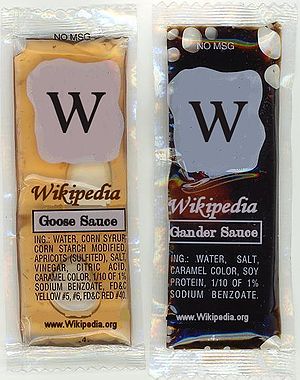 NO MSG
W
Wikipedia
Goose Sauce
ING.: WATER, CORN SYRUP
CORN STARCH MODIFIED
APRICOTS (SULFITED), SALT
VINEGAR, CITRIC ACID,
CARAMEL COLOR, 1/10 OF 1%
SODIUM BENZOATE, FD&C
YELLOW #5, #6, FD&C RED #40.
www.Wikipedia.org
NO MSG
W
Wikipedia
Gander Sauce
ING.: WATER, SALT,
CARAMEL COLOR, SOY
PROTEIN, 1/10 OF 1%
SODIUM BENZOATE.
www.Wikipedia.org